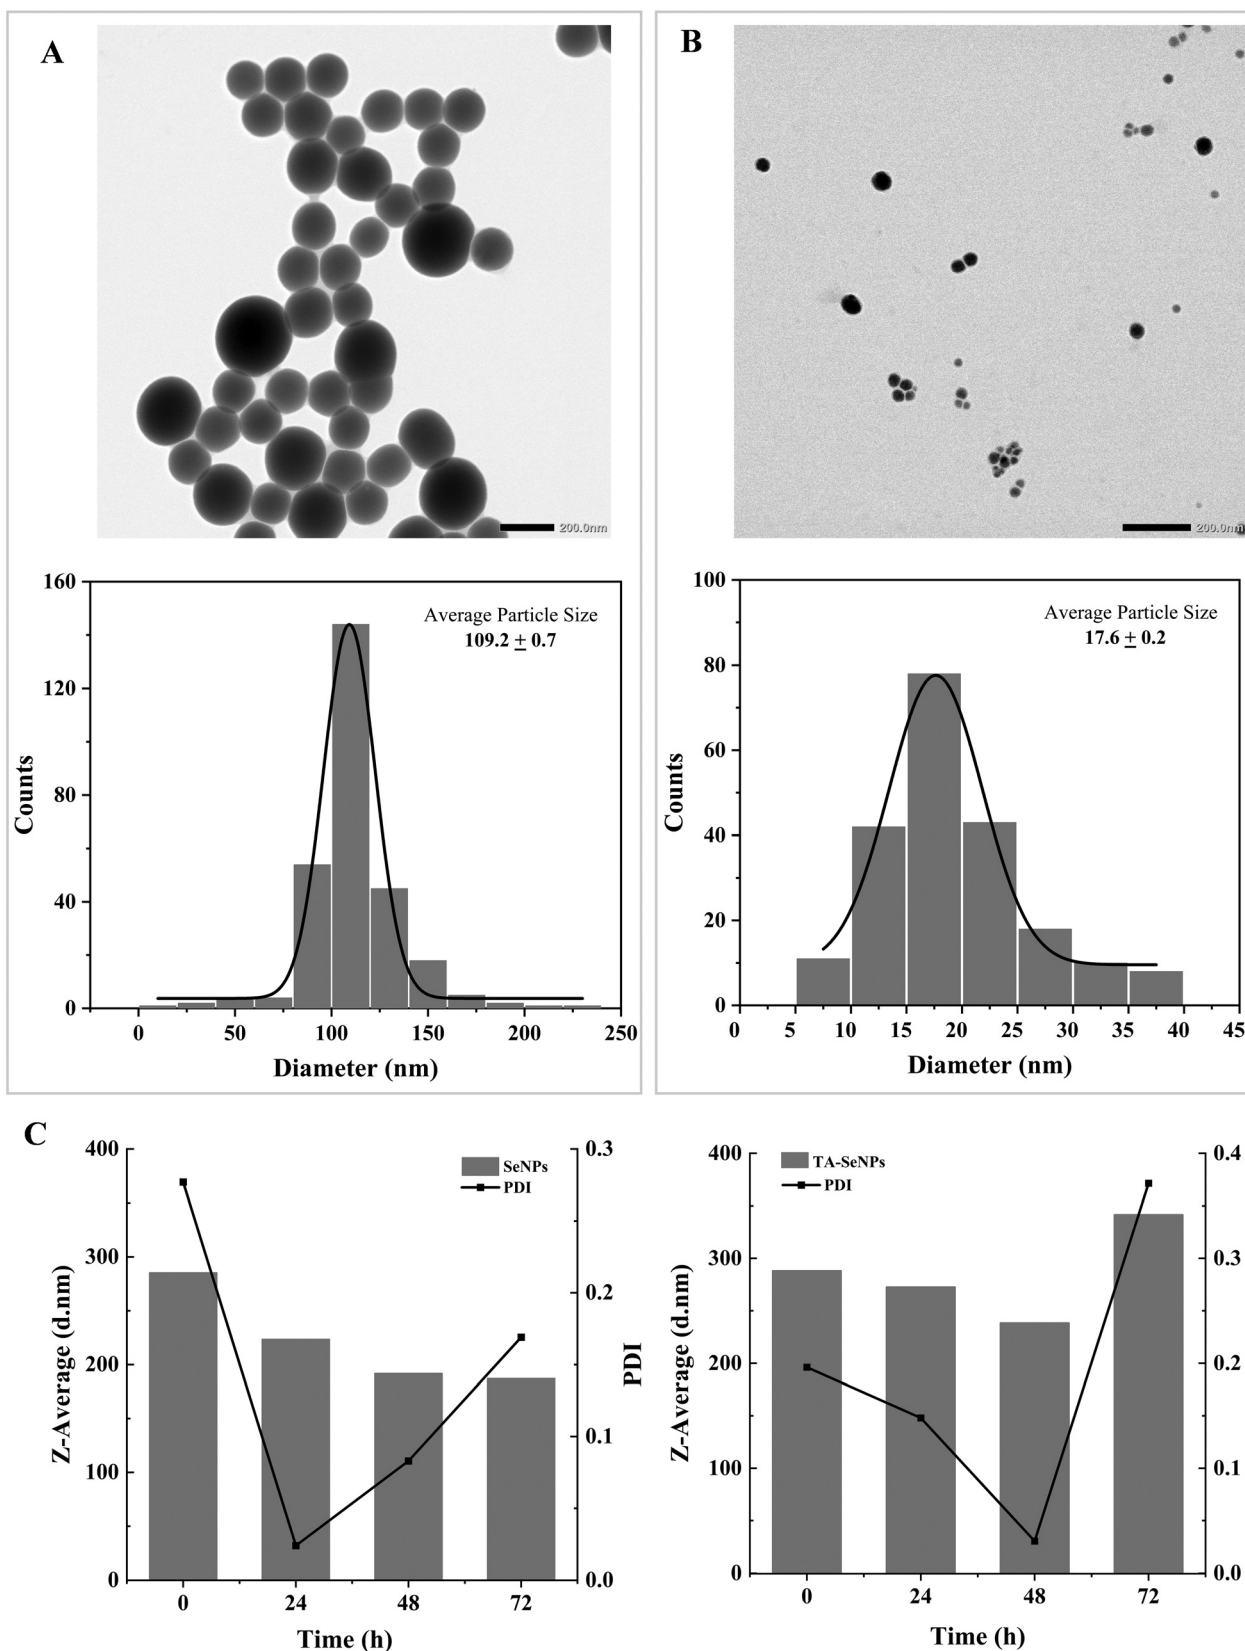 A
200.0nm
160
120
80
40
0
Counts
Average Particle Size
109.2 ± 0.7
0 50 100 150 200 250
Diameter (nm)
B
200.0nm
100
80
60
40
20
0
Counts
Average Particle Size
17.6 ± 0.2
0 5 10 15 20 25 30 35 40 45
Diameter (nm)
C
400
300
200
100
0
Z-Average (d.nm)
SeNPs
PDI
0.3
0.2
0.1
0.0
PDI
0 24 48 72
Time (h)
400
300
200
100
0
Z-Average (d.nm)
TA-SeNPs
PDI
0.4
0.3
0.2
0.1
0.0
0 24 48 72
Time (h)